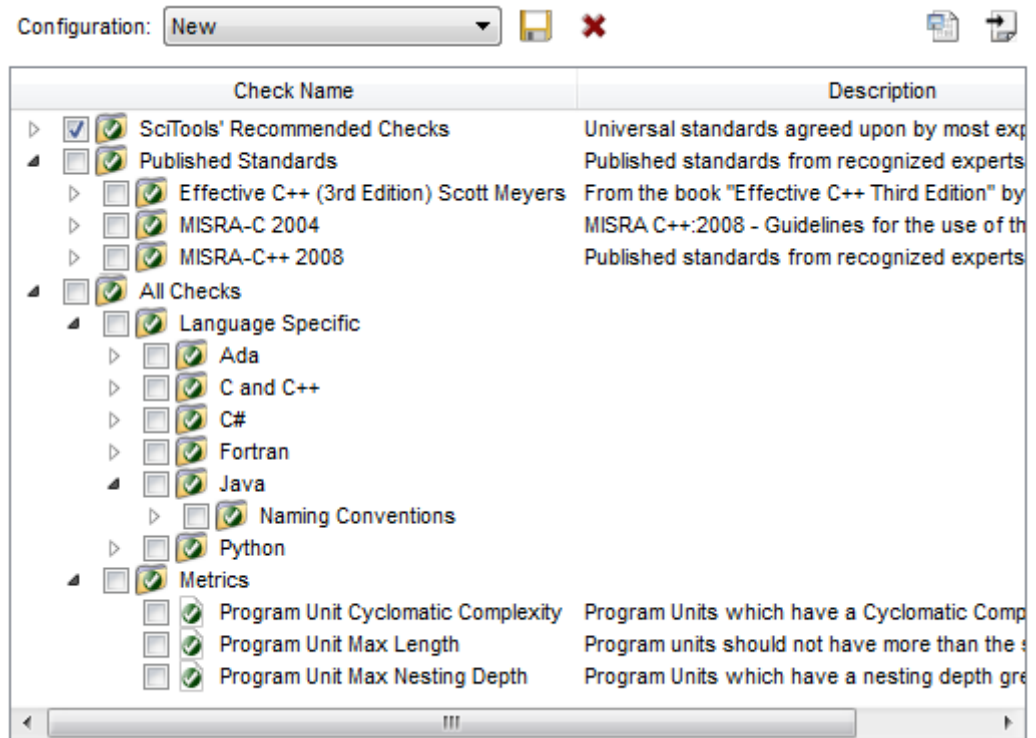 Configuration: New
Check Name Description
SciTools' Recommended Checks Universal standards agreed upon by most
Published Standards Published standards from recognized experts
Effective C++ (3rd Edition) Scott Meyers From the book "Effective C++ Third Edition" by
MISRA-C 2004 MISRA C++:2008 - Guidelines for the use of
MISRA-C++ 2008 Published standards from recognized experts
All Checks
Language Specific
Ada
C and C++
C#
Fortran
Java
Naming Conventions
Python
Metrics
Program Unit Cyclomatic Complexity Program Units which have a Cyclomatic
Program Unit Max Length Program units should not have more than the
Program Unit Max Nesting Depth Program Units which have a nesting depth